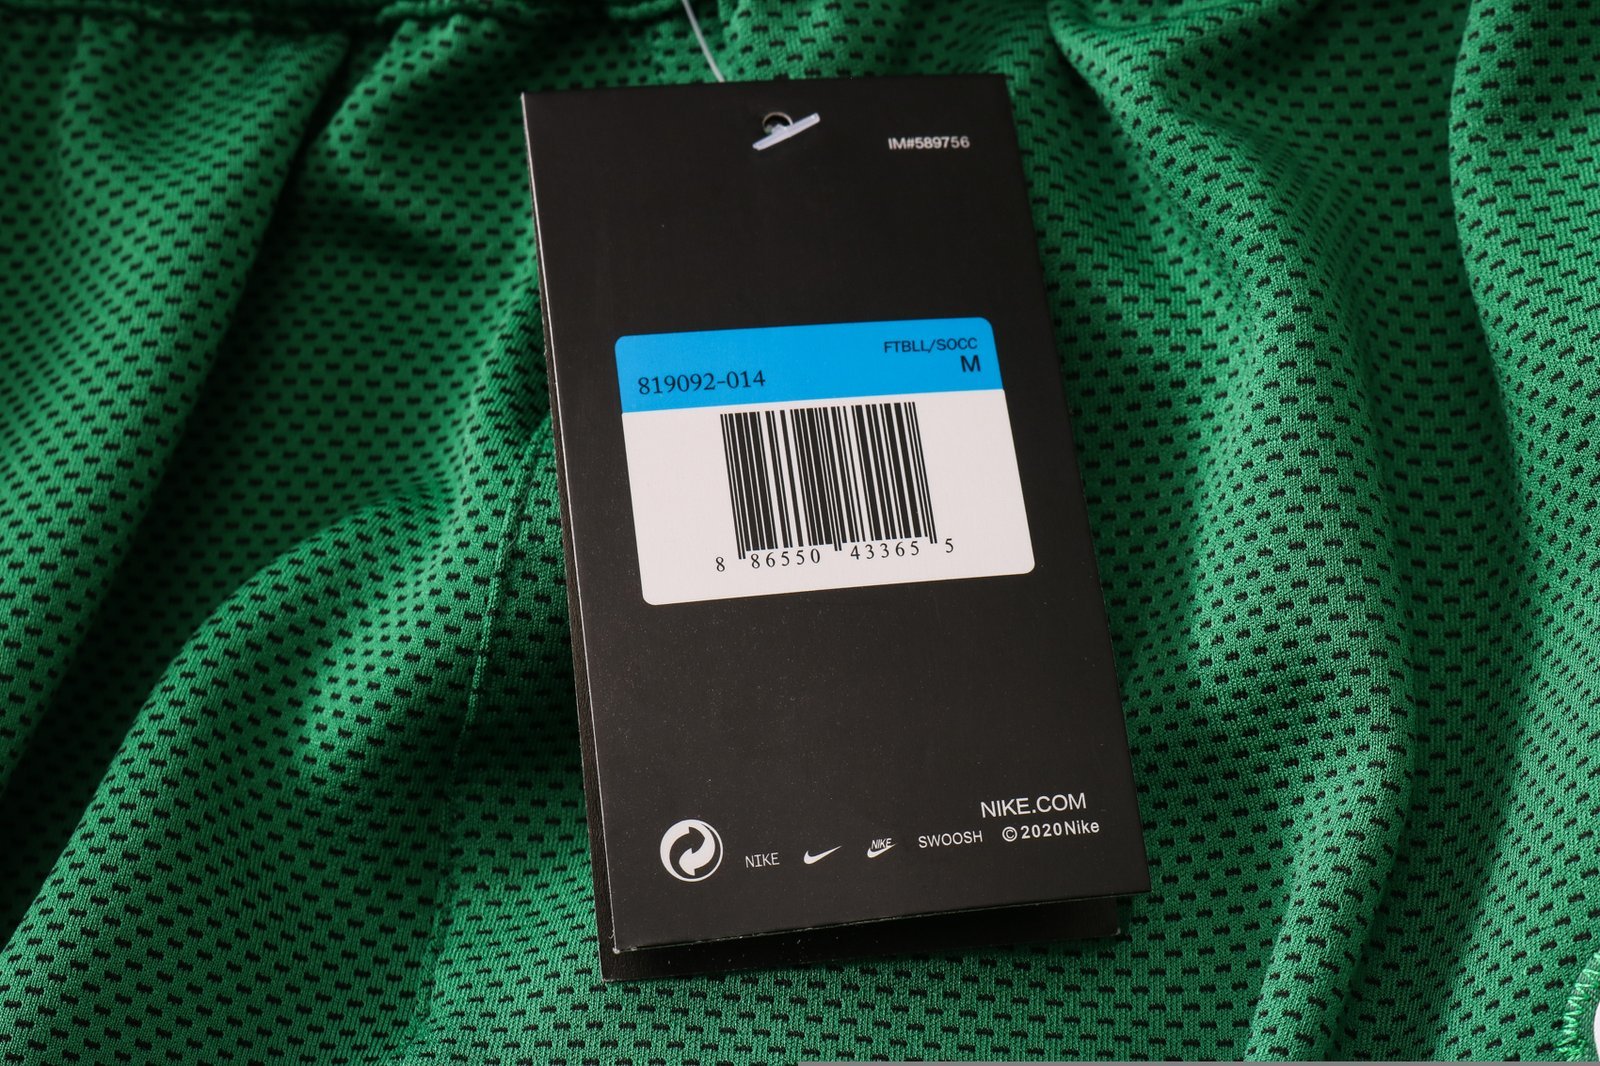 IM#589756
FTBLL/SOCC
819092-014 M
8 86550 43365 5
NIKE.COM
NIKE NIKE SWOOSH ©2020Nike